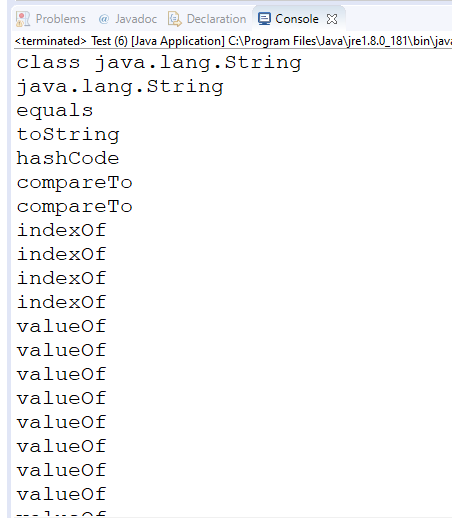 Problems @ Javadoc Declaration Console
<terminated> Test (6) [Java Application] C:\Program Files\Java\jre1.8.0_181\bin\java
class java.lang.String
java.lang.String
equals
toString
hashCode
compareTo
compareTo
indexOf
indexOf
indexOf
indexOf
valueOf
valueOf
valueOf
valueOf
valueOf
valueOf
valueOf
valueOf
valueOf